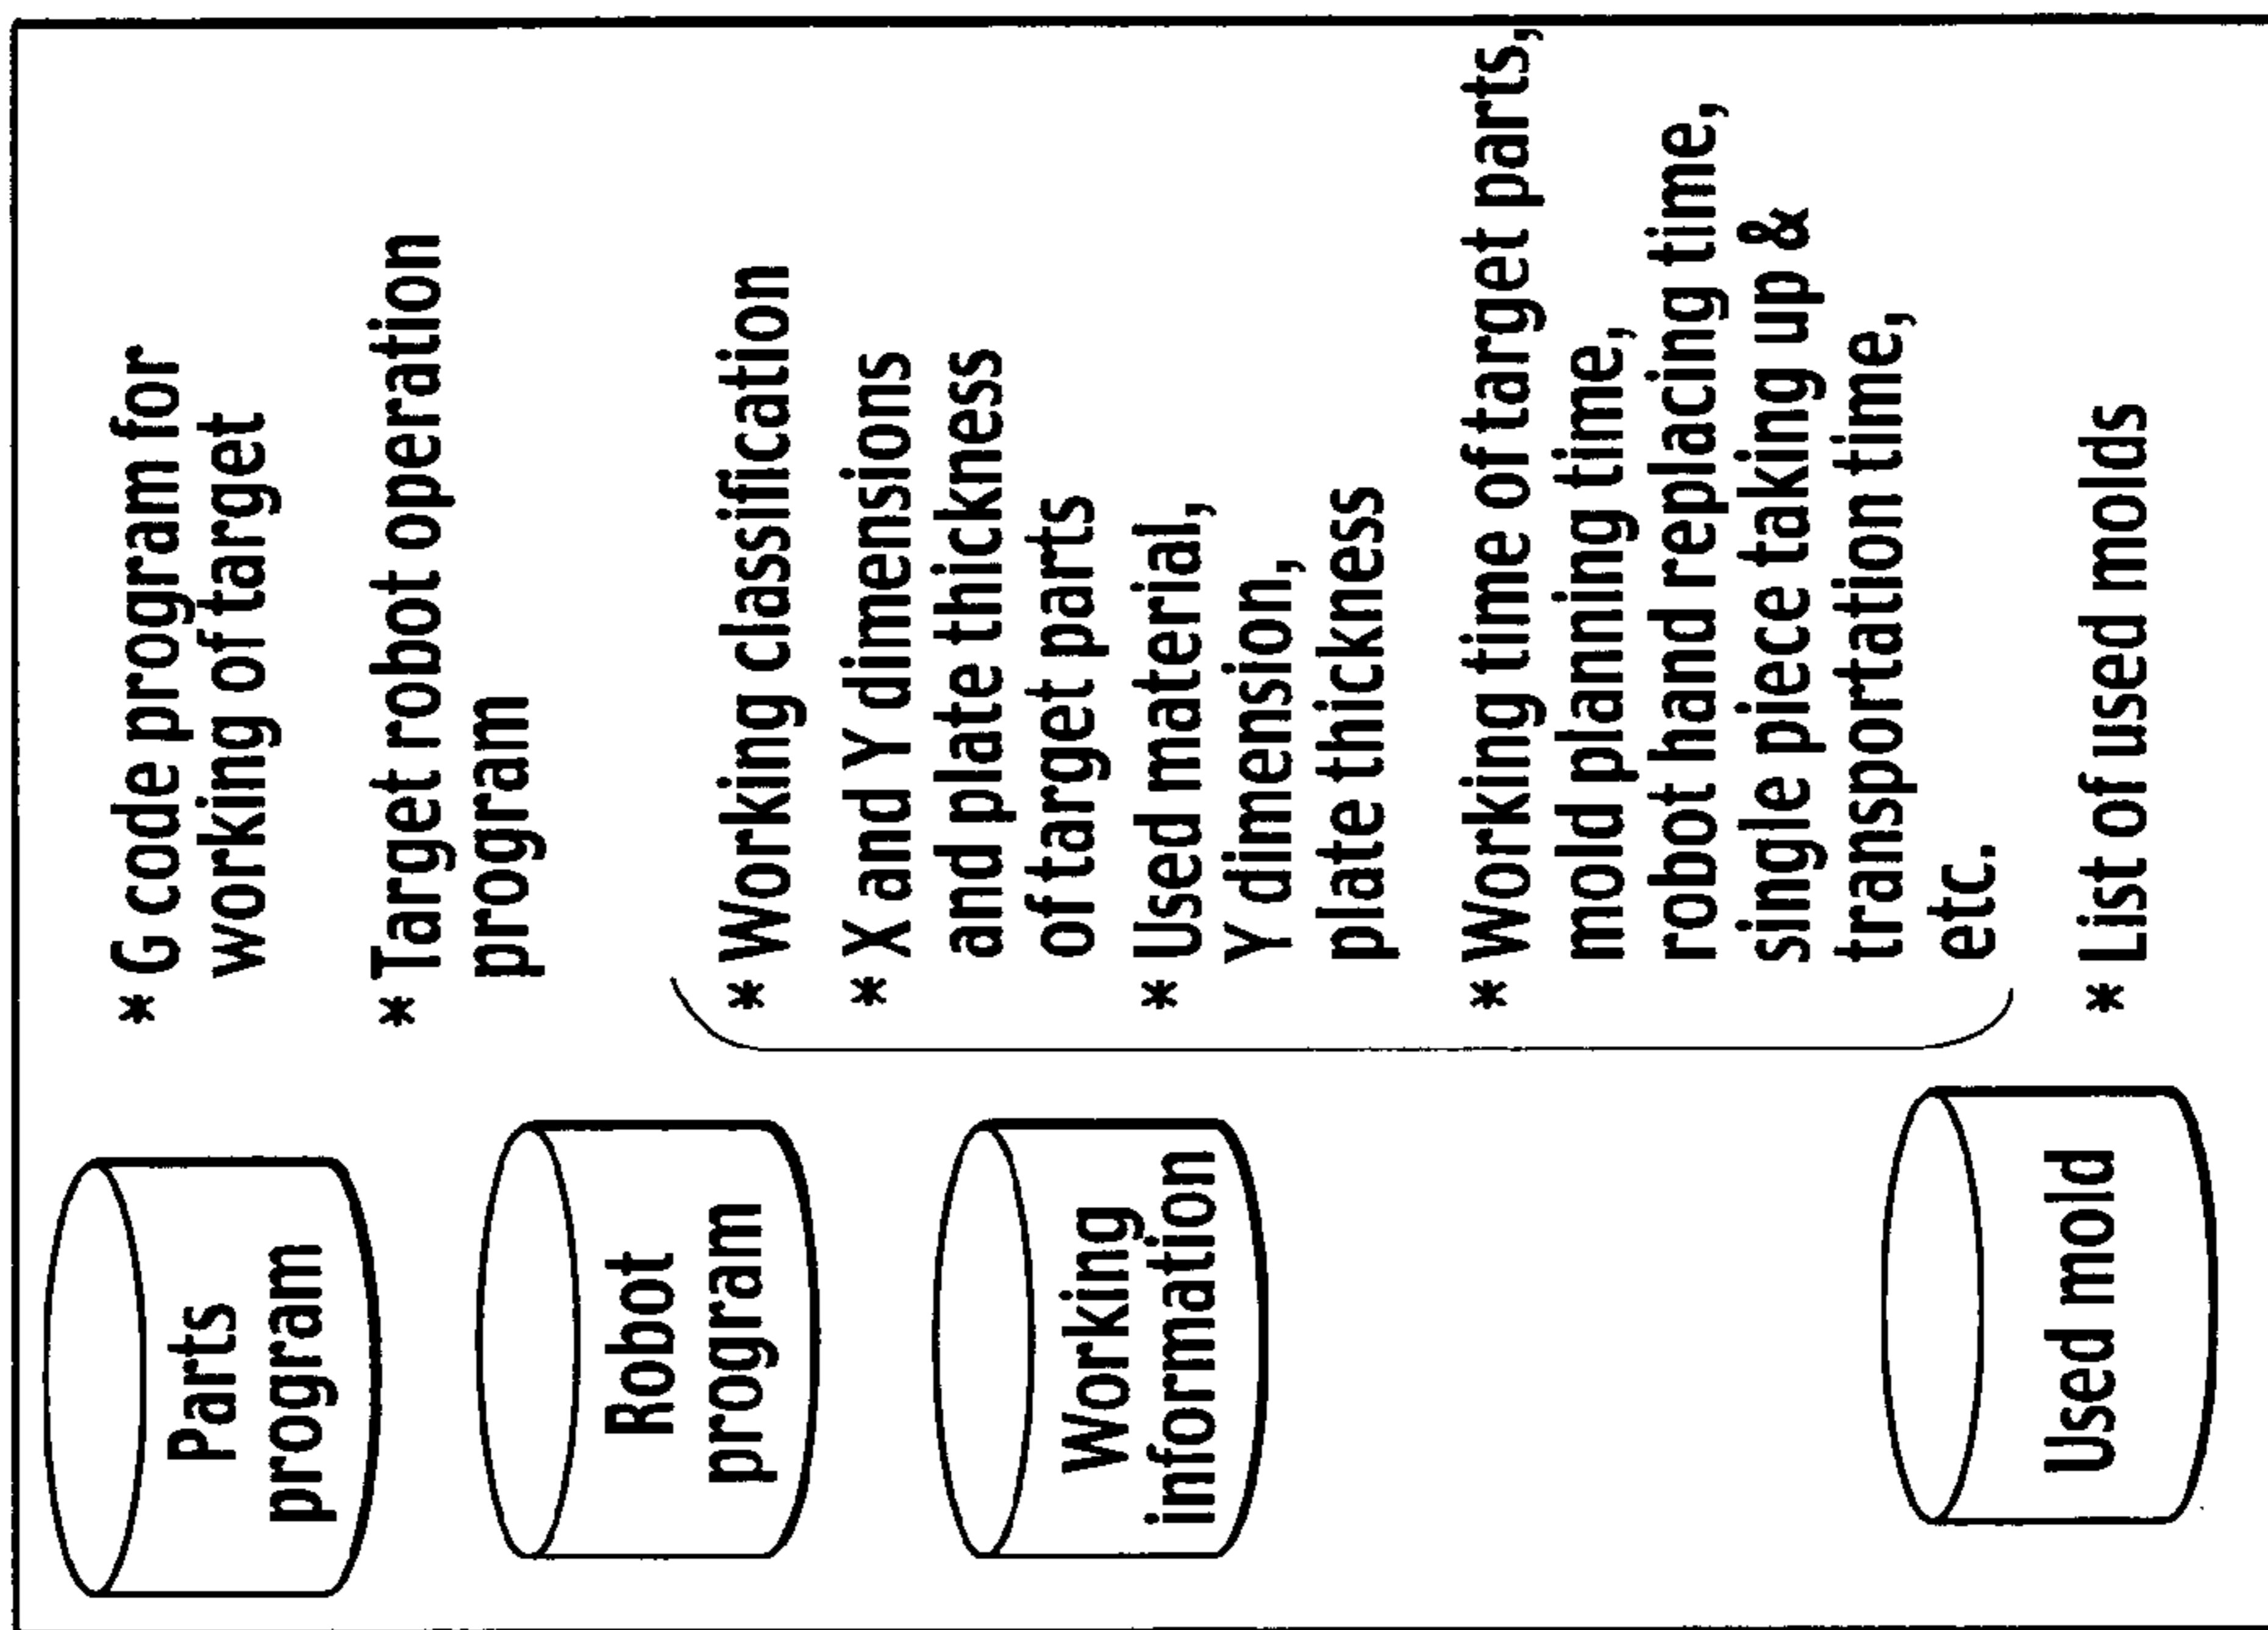 Parts
program
* G code program for
working of target
Robot
program
* Target robot operation
program
Working
information
* Working classification
* X and Y dimensions
and plate thickness
of target parts
* Used material,
Y dimension,
plate thickness
* Working time of target parts,
mold planning time,
robot hand replacing time,
single piece taking up &
transportation time,
etc.
Used mold
* List of used molds